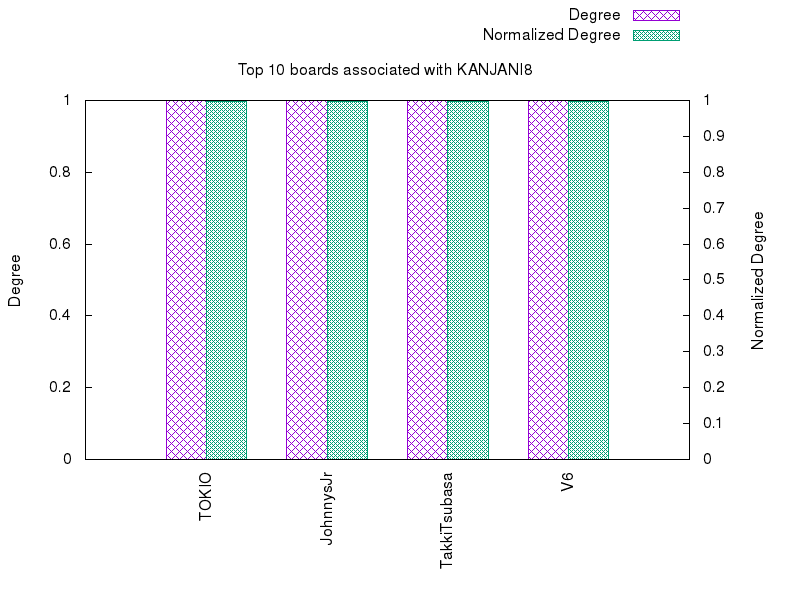 Degree
Normalized Degree
Top 10 boards associated with KANJANI8
1
0.8
0.6
0.4
0.2
0
Degree
1
0.9
0.8
0.7
0.6
0.5
0.4
0.3
0.2
0.1
0
Normalized Degree
TOKIO
JohnnysJr
TakkiTsubasa
V6